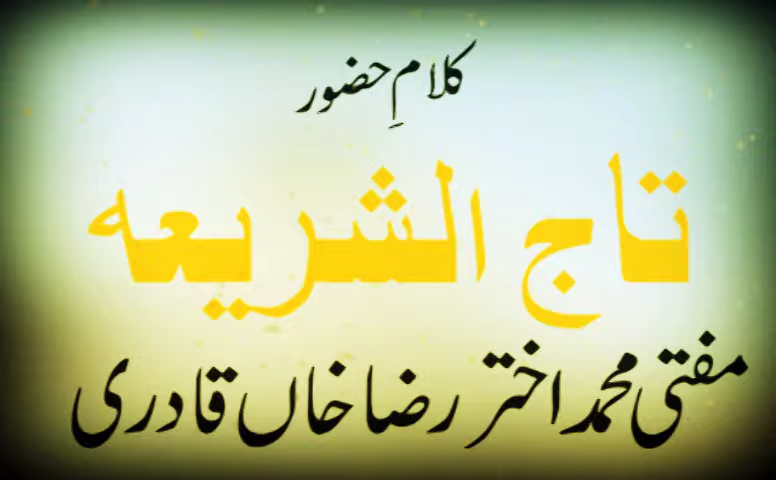 کلامِ حضور
تاج الشریعہ
مفتی محمد اختر رضا خاں قادری